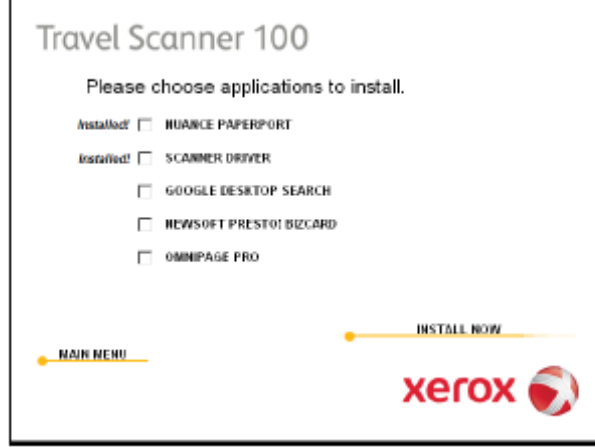 Travel Scanner 100
Please choose applications to install.
Installed! NUANCE PAPERPORT
Installed! SCANNER DRIVER
GOOGLE DESKTOP SEARCH
NEWSOFT PRESTO! BIZCARD
OMNIPAGE PRO
INSTALL NOW
MAIN MENU
xerox